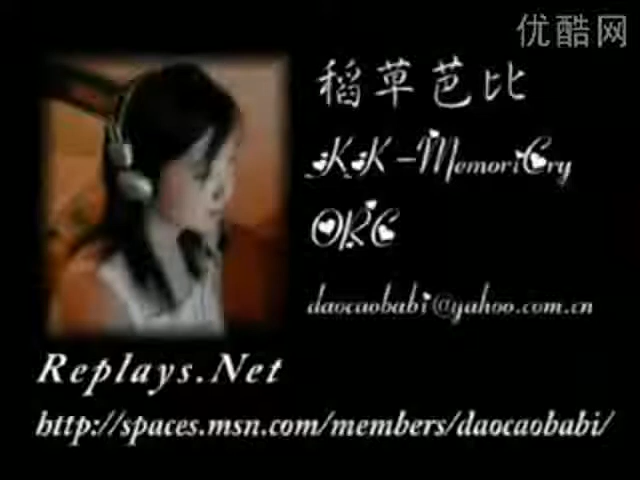 优酷网
稻草芭比
KK-MemoriCry
ORC
daocaobabi@yahoo.com.cn
Replays.Net
http://spaces.msn.com/members/daocaobabi/